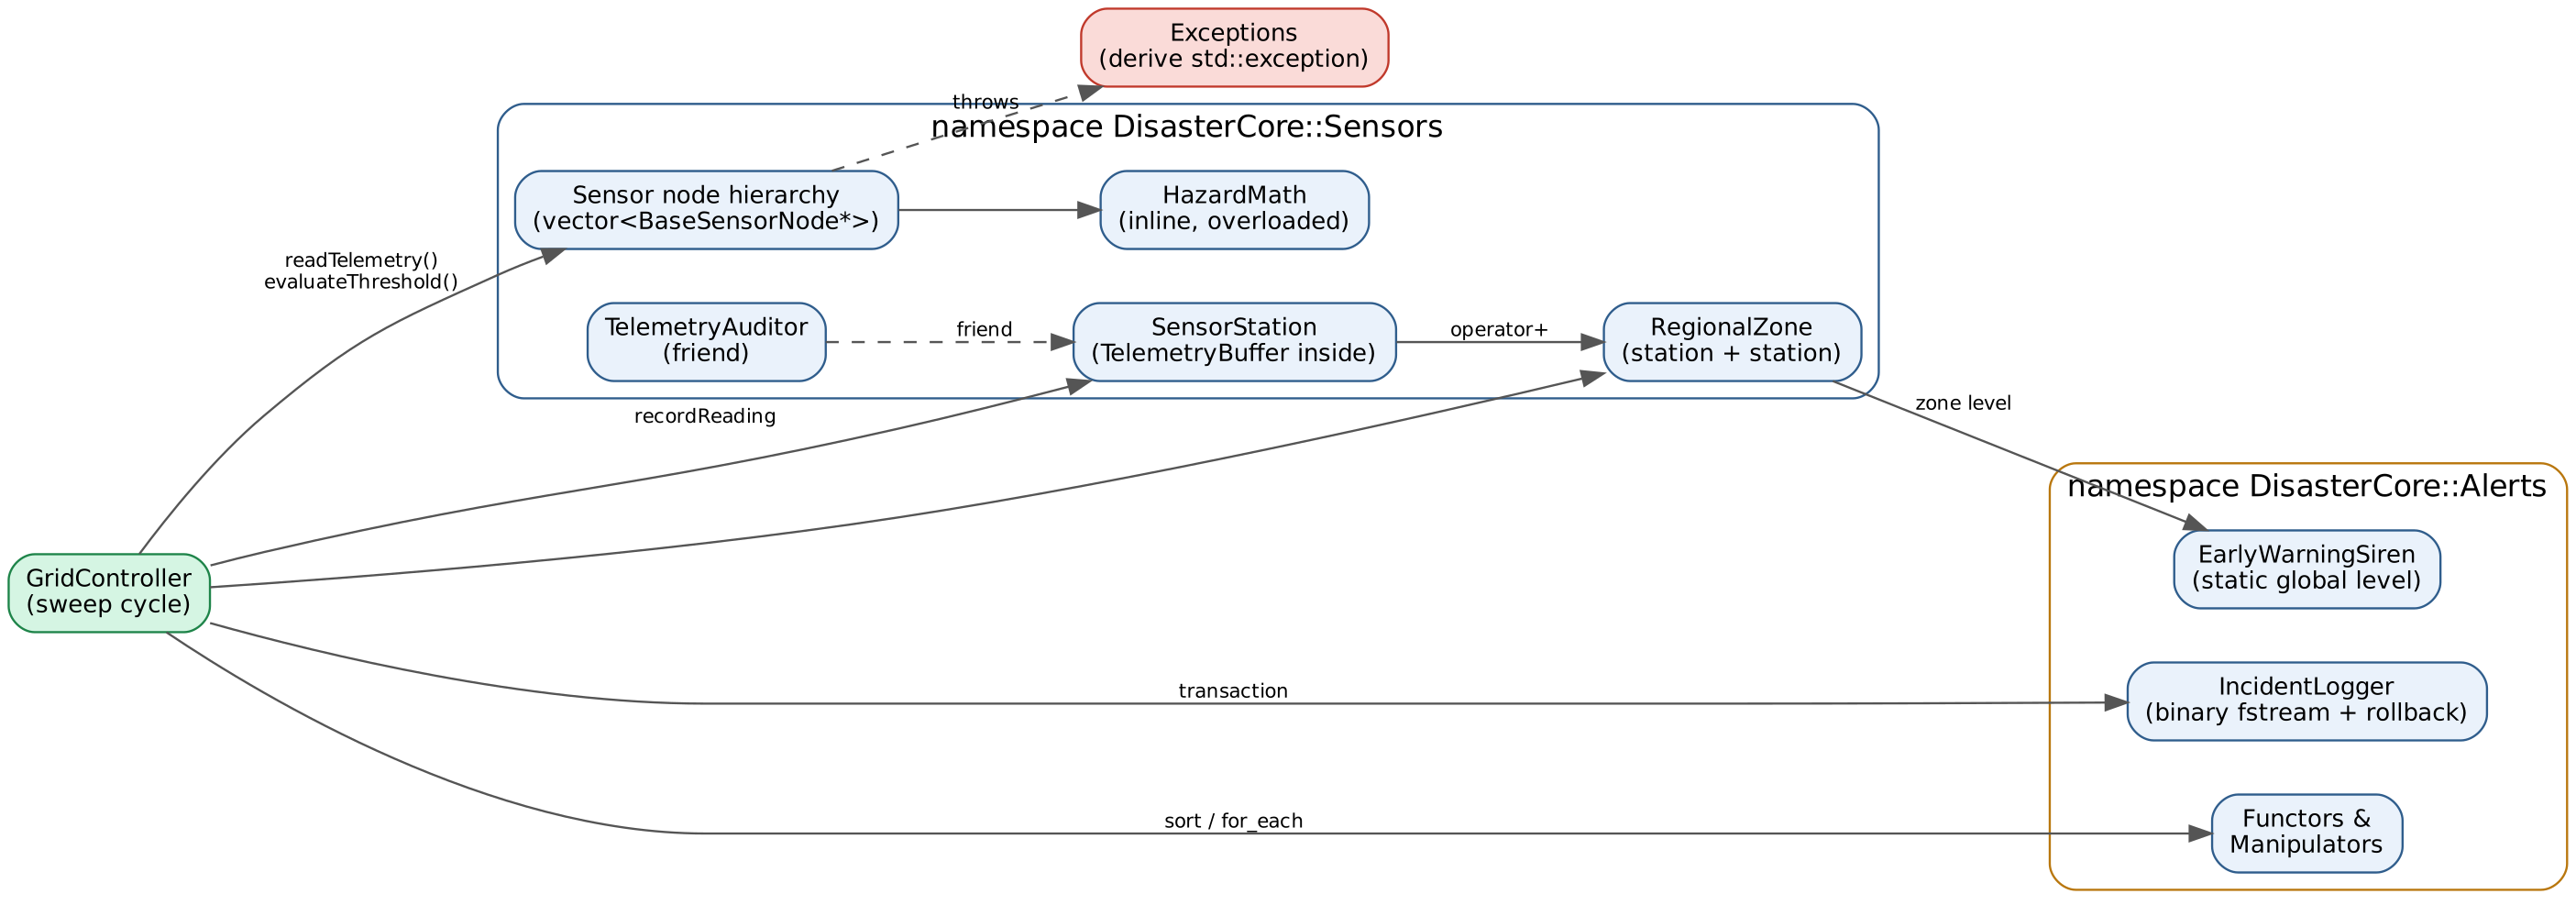 Exceptions
(derive std::exception)
throws
namespace DisasterCore::Sensors
Sensor node hierarchy
(vector<BaseSensorNode*>)
HazardMath
(inline, overloaded)
readTelemetry()
evaluateThreshold()
TelemetryAuditor
(friend)
friend
SensorStation
(TelemetryBuffer inside)
operator+
RegionalZone
(station + station)
recordReading
zone level
namespace DisasterCore::Alerts
GridController
(sweep cycle)
EarlyWarningSiren
(static global level)
transaction
IncidentLogger
(binary fstream + rollback)
sort / for_each
Functors &
Manipulators